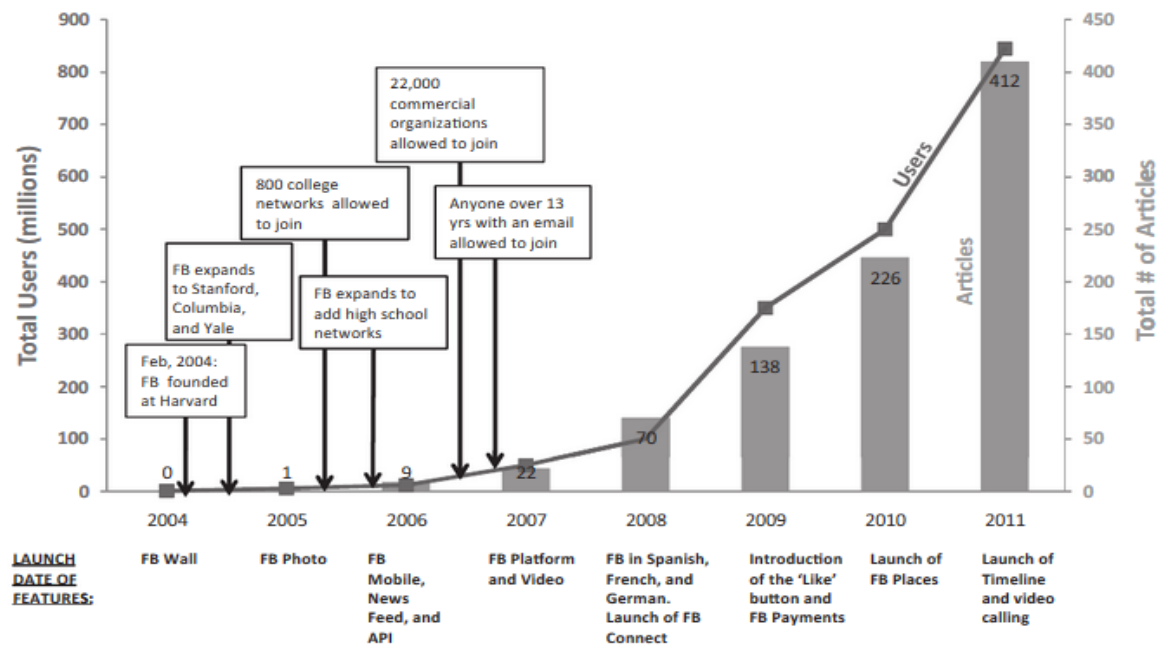 900
800
700
600
500
400
300
200
100
0
Total Users (millions)
450
400
350
300
250
200
150
100
50
0
Total # of Articles
22,000
commercial
organizations
allowed to join
800 college
networks allowed
to join
Anyone over 13
yrs with an email
allowed to join
FB expands
to Stanford,
Columbia,
and Yale
FB expands to
add high school
networks
Feb, 2004:
FB founded
at Harvard
Users
Articles
0
1
9
22
70
138
226
412
2004
2005
2006
2007
2008
2009
2010
2011
LAUNCH
DATE OF
FEATURES:
FB Wall
FB Photo
FB
Mobile,
News
Feed, and
API
FB Platform
and Video
FB in Spanish,
French, and
German.
Launch of FB
Connect
Introduction
of the ‘Like’
button and
FB Payments
Launch of
FB Places
Launch of
Timeline
and video
calling